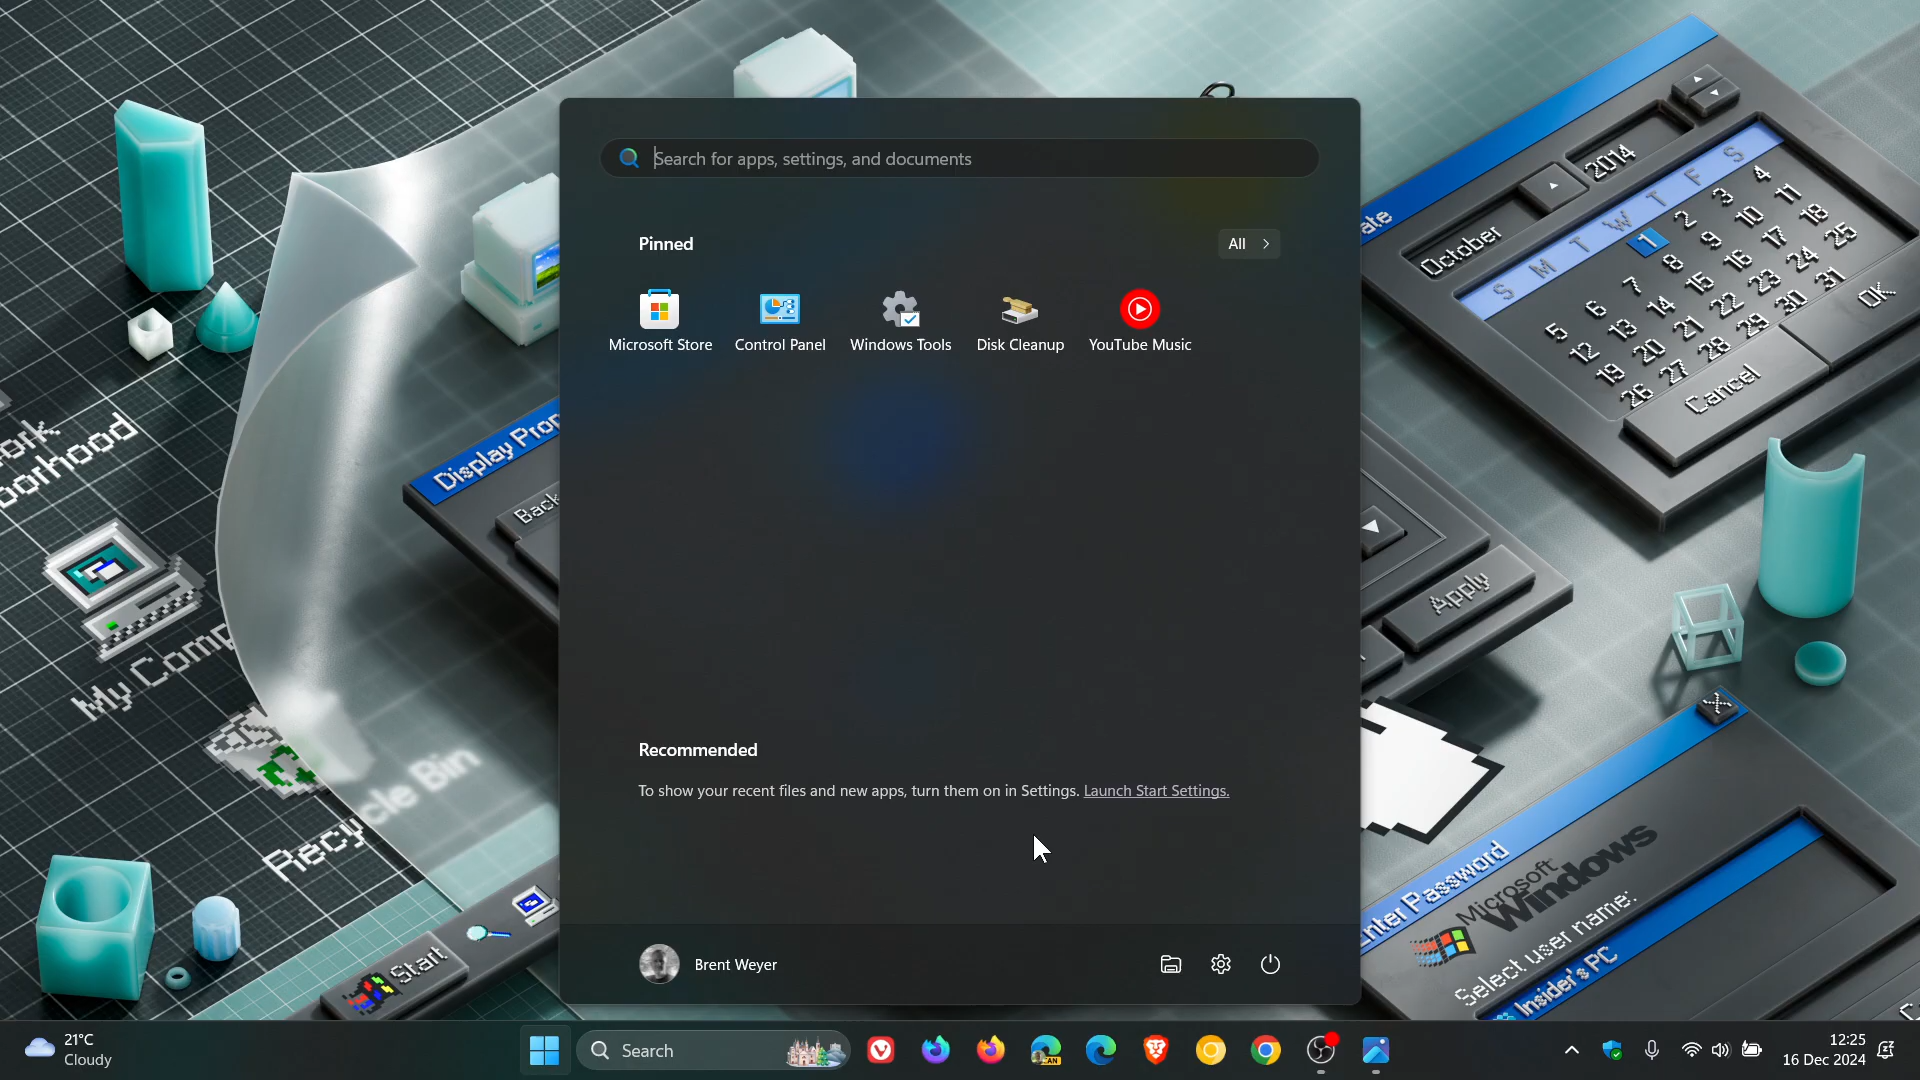 Search for apps, settings, and documents
Pinned
All
Microsoft Store
Control Panel
Windows Tools
Disk Cleanup
YouTube Music
Recommended
To show your recent files and new apps, turn them on in Settings. Launch Start Settings.
Brent Weyer
My Comp
Recycle Bin
Start
Display Prop
Back
ate
October
2014
S M T W T F S
1 2 3 4
5 6 7 8 9 10 11
12 13 14 15 16 17 18
19 20 21 22 23 24 25
26 27 28 29 30 31
OK
Cancel
Apply
Enter Password
Microsoft
Windows
Select user name:
Insider's PC
21°C
Cloudy
Search
CAN
12:25
16 Dec 2024